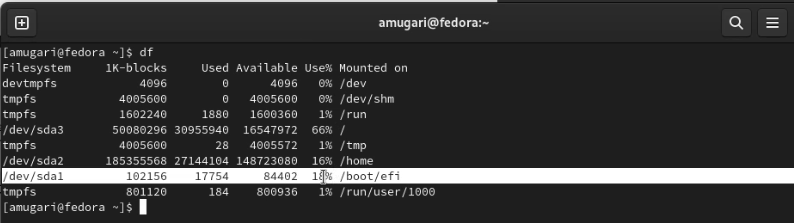 amugari@fedora:~
[amugari@fedora ~]$ df
Filesystem     1K-blocks     Used Available Use% Mounted on
devtmpfs            4096        0      4096   0% /dev
tmpfs            4005600        0   4005600   0% /dev/shm
tmpfs            1602240     1880   1600360   1% /run
/dev/sda3       50080296 30955940  16547972  66% /
tmpfs            4005600       28   4005572   1% /tmp
/dev/sda2      185355568 27144104 148723080  16% /home
/dev/sda1         102156    17754     84402  18% /boot/efi
tmpfs             801120      184    800936   1% /run/user/1000
[amugari@fedora ~]$